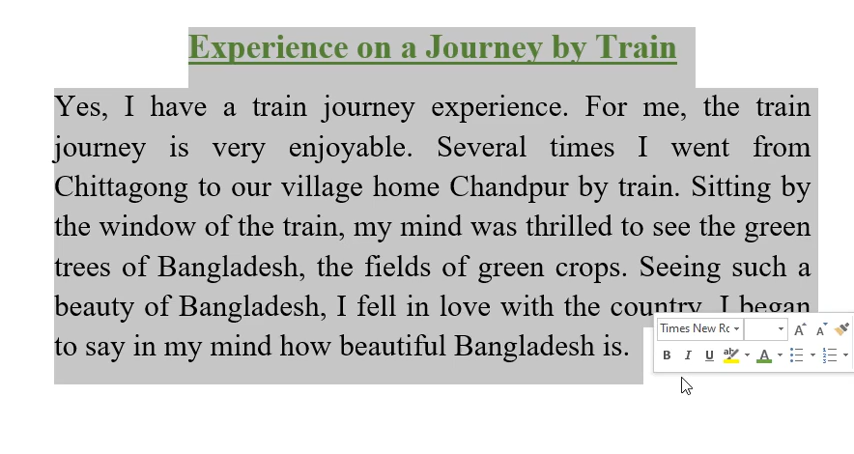 Experience on a Journey by Train
Yes, I have a train journey experience. For me, the train
journey is very enjoyable. Several times I went from
Chittagong to our village home Chandpur by train. Sitting by
the window of the train, my mind was thrilled to see the green
trees of Bangladesh, the fields of green crops. Seeing such a
beauty of Bangladesh, I fell in love with the country. I began
to say in my mind how beautiful Bangladesh is.
Times New Ro
B I U ab A